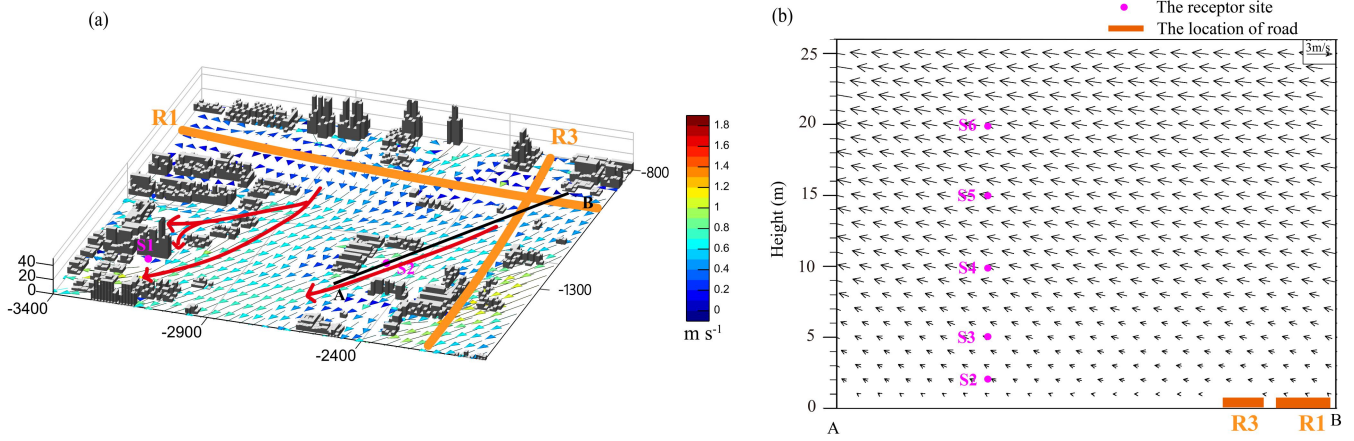 (a)
R1
R3
-800
B
S1
S2
A
40
20
0
-3400
-2900
-2400
-1300
1.8
1.6
1.4
1.2
1
0.8
0.6
0.4
0.2
0
m s-1
(b)
The receptor site
The location of road
3m/s
25
20
15
10
5
0
Height (m)
S6
S5
S4
S3
S2
R3
R1
A
B